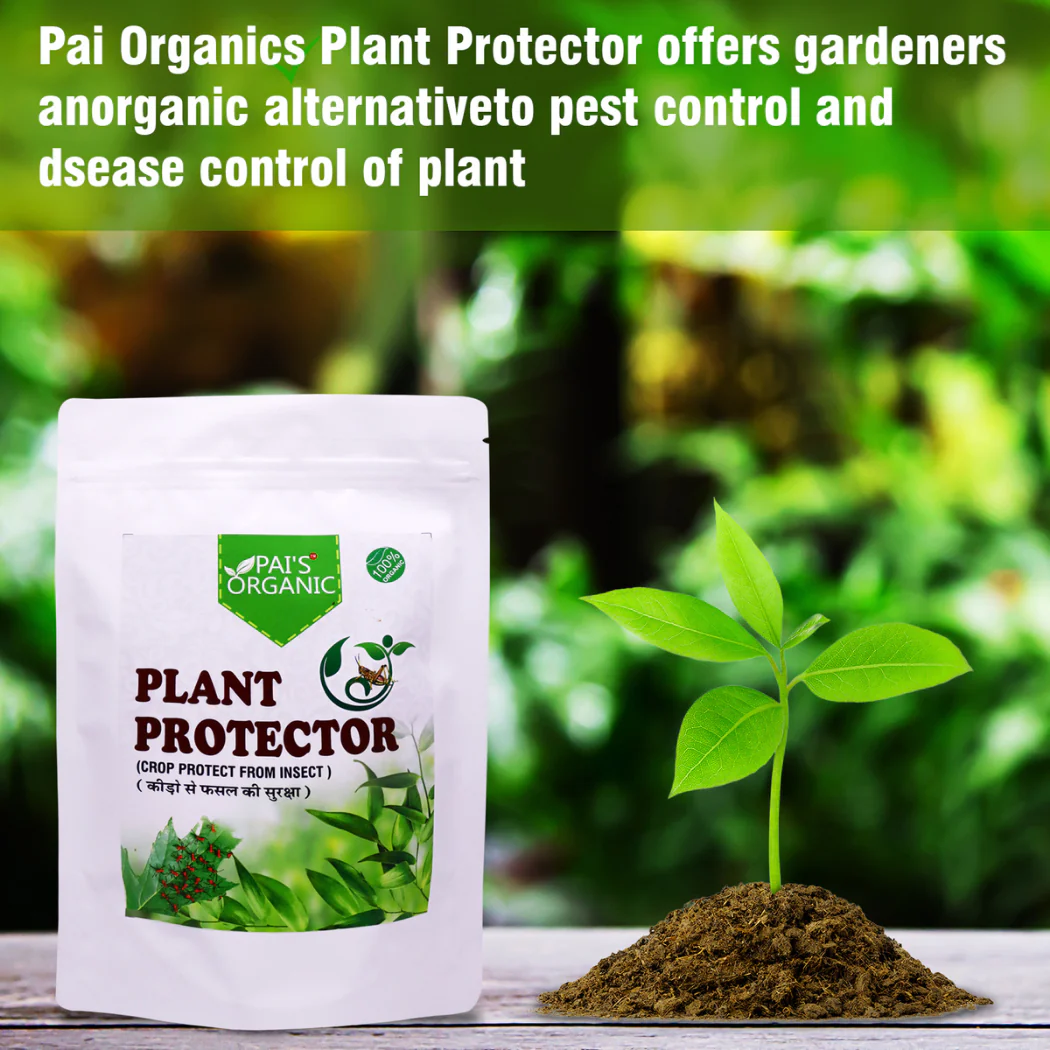 Pai Organics Plant Protector offers gardeners
anorganic alternativeto pest control and
dsease control of plant
PAI'S
ORGANIC
100%
ORGANIC
PLANT
PROTECTOR
(CROP PROTECT FROM INSECT )
( कीड़ो से फसल की सुरक्षा )